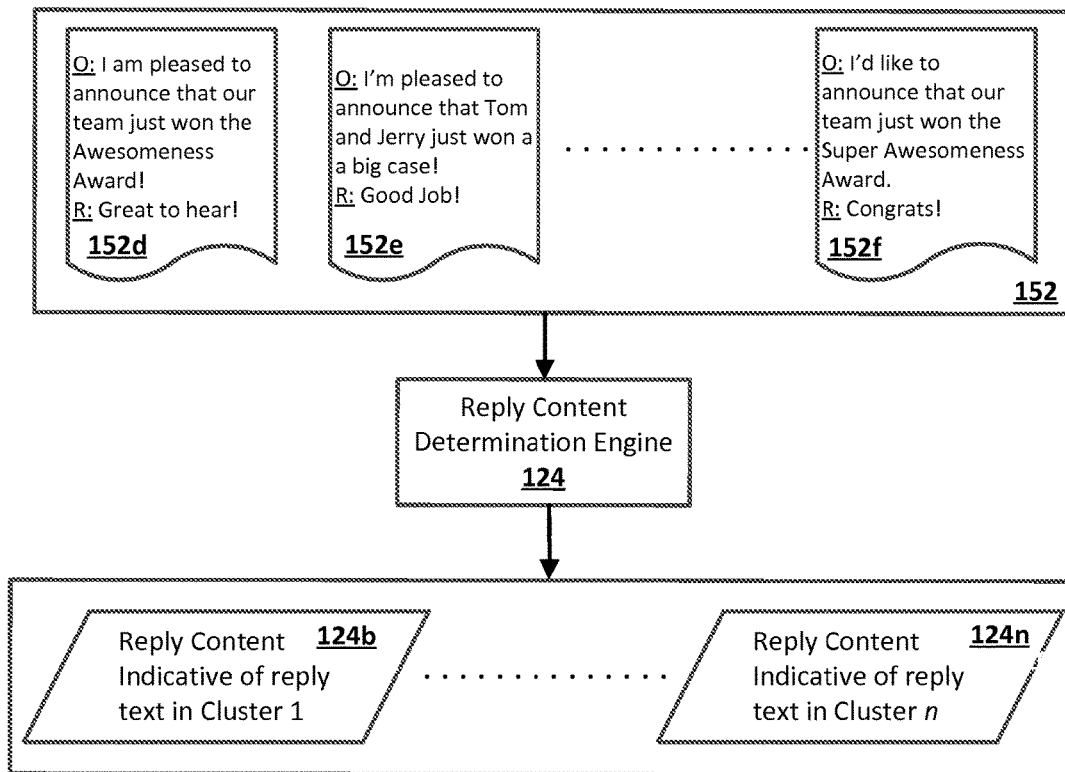 O: I am pleased to
announce that our
team just won the
Awesomeness
Award!
R: Great to hear!
152d
O: I'm pleased to
announce that Tom
and Jerry just won a
a big case!
R: Good Job!
152e
O: I'd like to
announce that our
team just won the
Super Awesomeness
Award.
R: Congrats!
152f
152
Reply Content
Determination Engine
124
Reply Content 124b
Indicative of reply
text in Cluster 1
Reply Content 124n
Indicative of reply
text in Cluster n